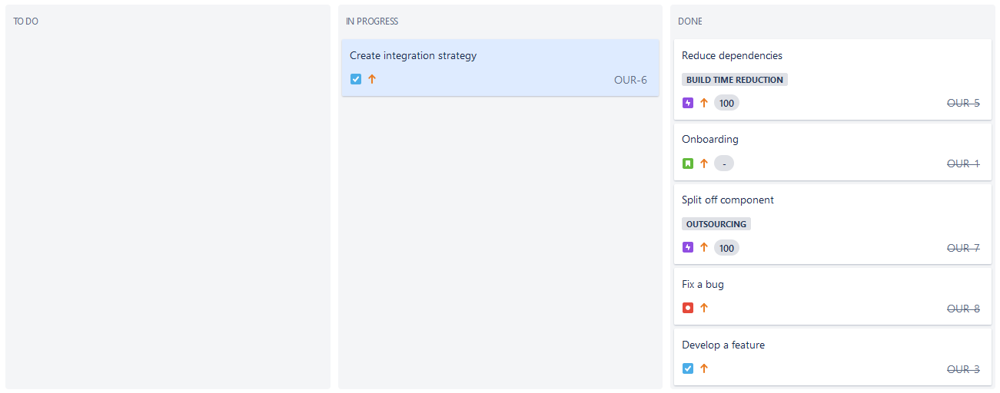 TO DO
IN PROGRESS
Create integration strategy
OUR-6
DONE
Reduce dependencies
BUILD TIME REDUCTION
100
OUR-5
Onboarding
-
OUR-1
Split off component
OUTSOURCING
100
OUR-7
Fix a bug
OUR-8
Develop a feature
OUR-3